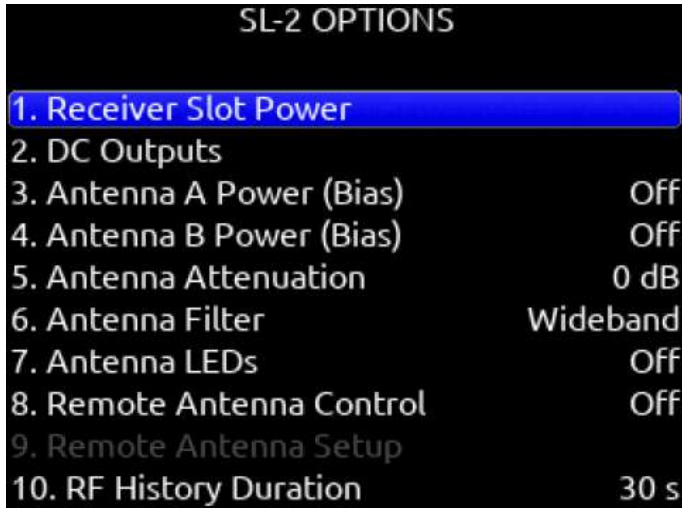 SL-2 OPTIONS
1. Receiver Slot Power
2. DC Outputs
3. Antenna A Power (Bias) Off
4. Antenna B Power (Bias) Off
5. Antenna Attenuation 0 dB
6. Antenna Filter Wideband
7. Antenna LEDs Off
8. Remote Antenna Control Off
9. Remote Antenna Setup
10. RF History Duration 30 s